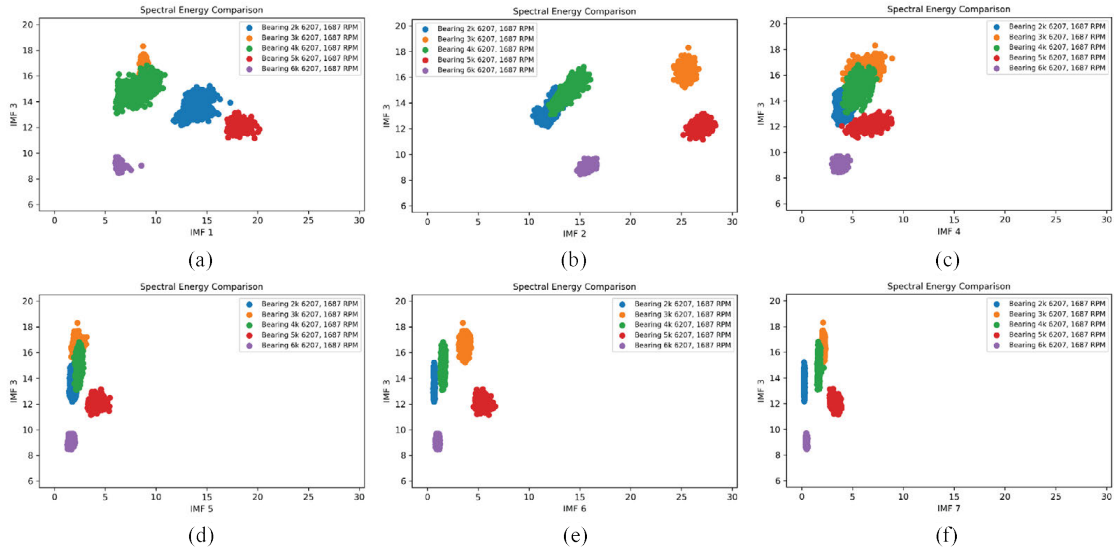 Spectral Energy Comparison
Bearing 2k 6207, 1687 RPM
Bearing 3k 6207, 1687 RPM
Bearing 4k 6207, 1687 RPM
Bearing 5k 6207, 1687 RPM
Bearing 6k 6207, 1687 RPM
20
18
16
14
12
10
8
6
IMF 3
0 5 10 15 20 25 30
IMF 1
(a)
Spectral Energy Comparison
Bearing 2k 6207, 1687 RPM
Bearing 3k 6207, 1687 RPM
Bearing 4k 6207, 1687 RPM
Bearing 5k 6207, 1687 RPM
Bearing 6k 6207, 1687 RPM
20
18
16
14
12
10
8
6
IMF 3
0 5 10 15 20 25 30
IMF 2
(b)
Spectral Energy Comparison
Bearing 2k 6207, 1687 RPM
Bearing 3k 6207, 1687 RPM
Bearing 4k 6207, 1687 RPM
Bearing 5k 6207, 1687 RPM
Bearing 6k 6207, 1687 RPM
20
18
16
14
12
10
8
6
IMF 3
0 5 10 15 20 25 30
IMF 4
(c)
Spectral Energy Comparison
Bearing 2k 6207, 1687 RPM
Bearing 3k 6207, 1687 RPM
Bearing 4k 6207, 1687 RPM
Bearing 5k 6207, 1687 RPM
Bearing 6k 6207, 1687 RPM
20
18
16
14
12
10
8
6
IMF 3
0 5 10 15 20 25 30
IMF 5
(d)
Spectral Energy Comparison
Bearing 2k 6207, 1687 RPM
Bearing 3k 6207, 1687 RPM
Bearing 4k 6207, 1687 RPM
Bearing 5k 6207, 1687 RPM
Bearing 6k 6207, 1687 RPM
20
18
16
14
12
10
8
6
IMF 3
0 5 10 15 20 25 30
IMF 6
(e)
Spectral Energy Comparison
Bearing 2k 6207, 1687 RPM
Bearing 3k 6207, 1687 RPM
Bearing 4k 6207, 1687 RPM
Bearing 5k 6207, 1687 RPM
Bearing 6k 6207, 1687 RPM
20
18
16
14
12
10
8
6
IMF 3
0 5 10 15 20 25 30
IMF 7
(f)